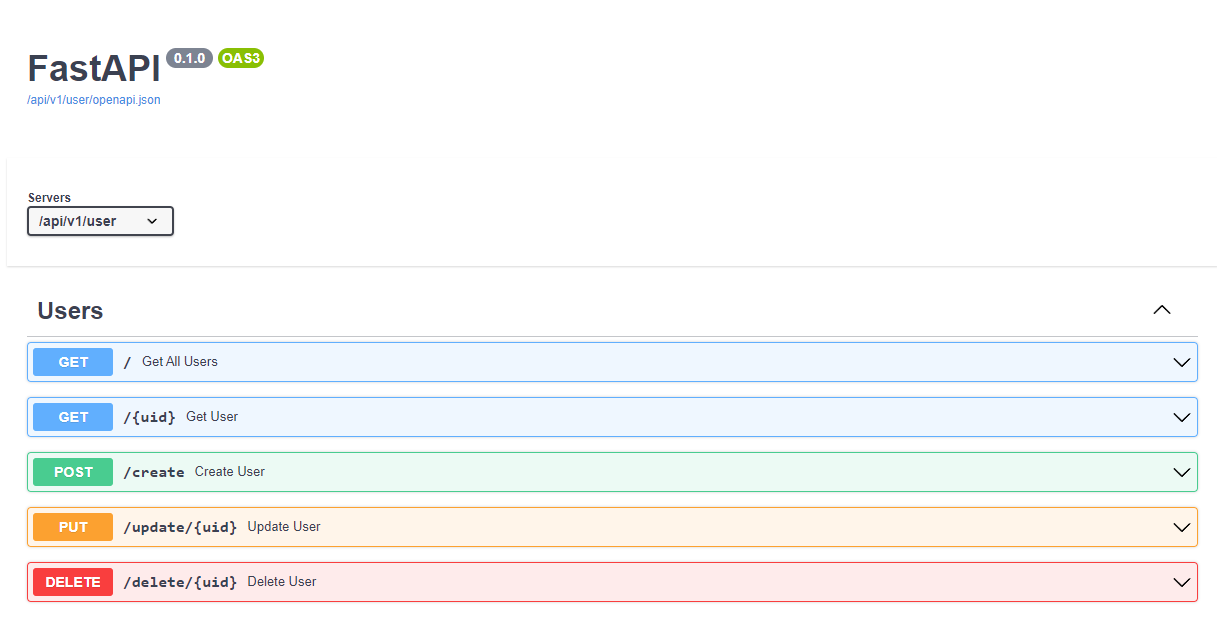 FastAPI 0.1.0 OAS3
/api/v1/user/openapi.json
Servers
/api/v1/user
Users
GET / Get All Users
GET /{uid} Get User
POST /create Create User
PUT /update/{uid} Update User
DELETE /delete/{uid} Delete User